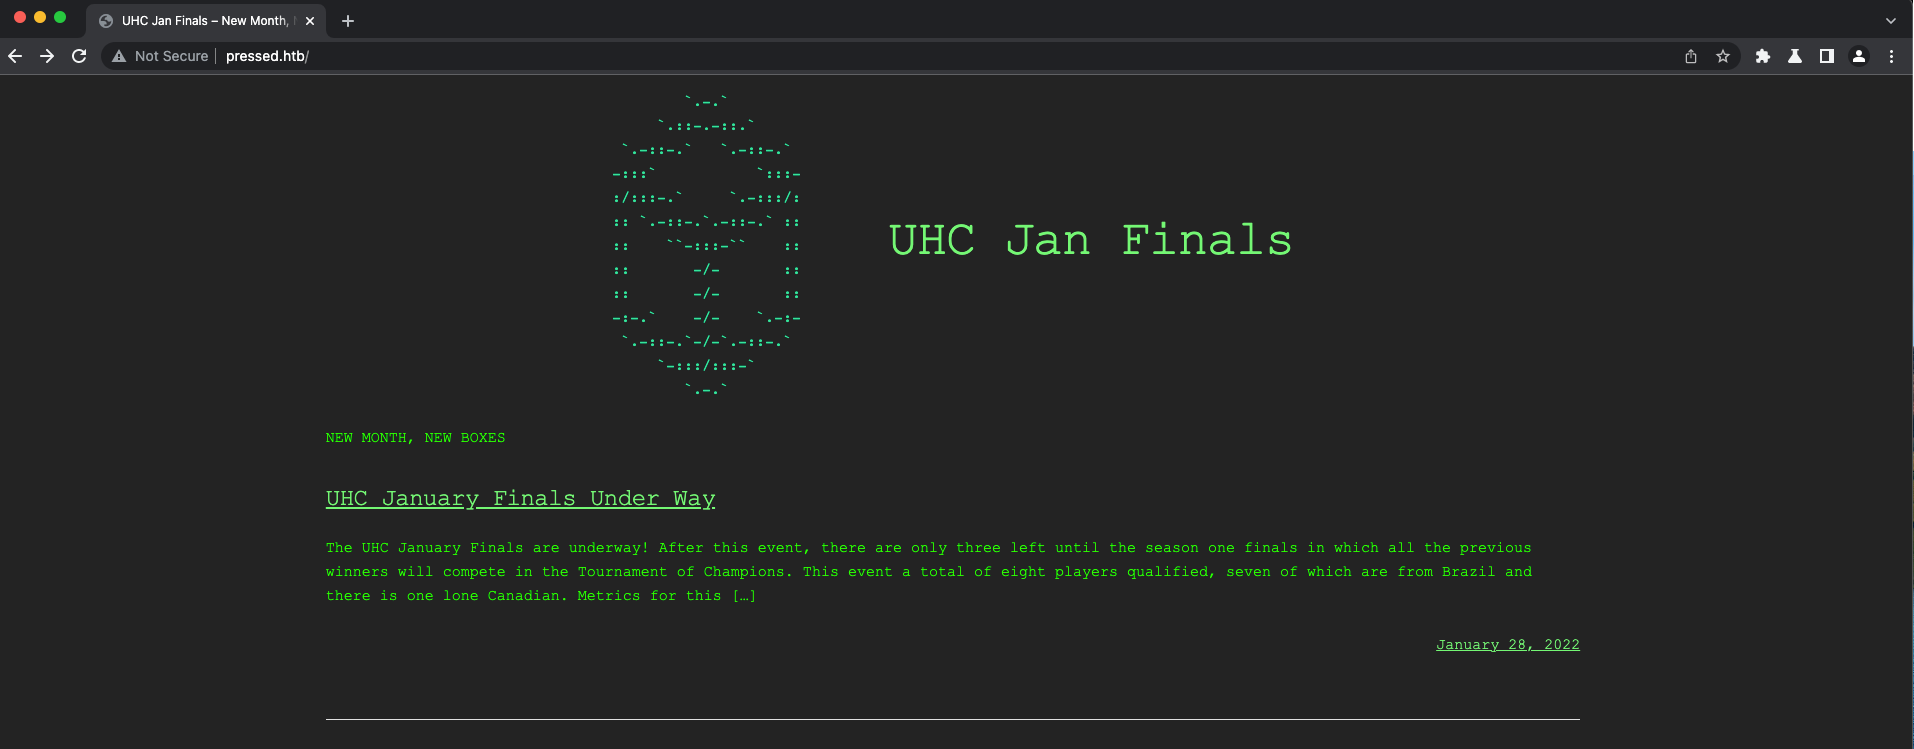 UHC Jan Finals – New Month,
Not Secure
pressed.htb/
`.-.`
`.::-.-::.`
`.-::-.`   `.-::-.`
-:::`           `:::-
:/:::-.`     `.-:::/:
:: `.-::-.`.-::-.` ::
::    ``-:::-``    ::
::       -/-       ::
::       -/-       ::
-:-.`    -/-    `.-:-
`.-::-.`-/-`.-::-.`
`-:::/:::-`
`.-.`
UHC Jan Finals
NEW MONTH, NEW BOXES
UHC January Finals Under Way
The UHC January Finals are underway! After this event, there are only three left until the season one finals in which all the previous
winners will compete in the Tournament of Champions. This event a total of eight players qualified, seven of which are from Brazil and
there is one lone Canadian. Metrics for this […]
January 28, 2022